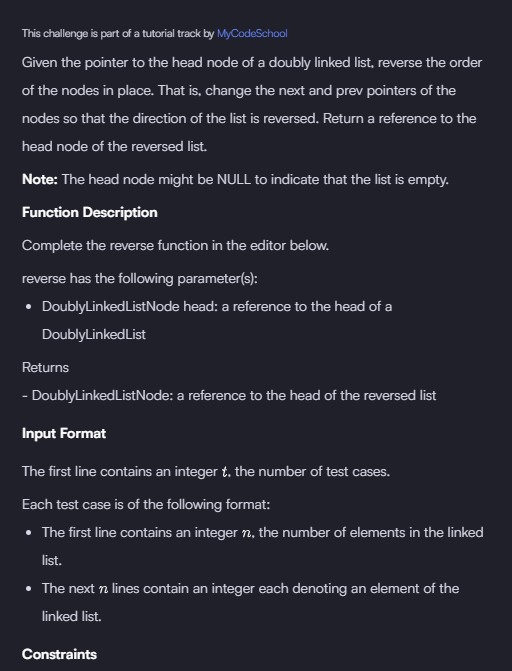 This challenge is part of a tutorial track by MyCodeSchool
Given the pointer to the head node of a doubly linked list, reverse the order
of the nodes in place. That is, change the next and prev pointers of the
nodes so that the direction of the list is reversed. Return a reference to the
head node of the reversed list.
Note: The head node might be NULL to indicate that the list is empty.
Function Description
Complete the reverse function in the editor below.
reverse has the following parameter(s):
• DoublyLinkedListNode head: a reference to the head of a
DoublyLinkedList
Returns
- DoublyLinkedListNode: a reference to the head of the reversed list
Input Format
The first line contains an integer t, the number of test cases.
Each test case is of the following format:
• The first line contains an integer n, the number of elements in the linked
list.
• The next n lines contain an integer each denoting an element of the
linked list.
Constraints